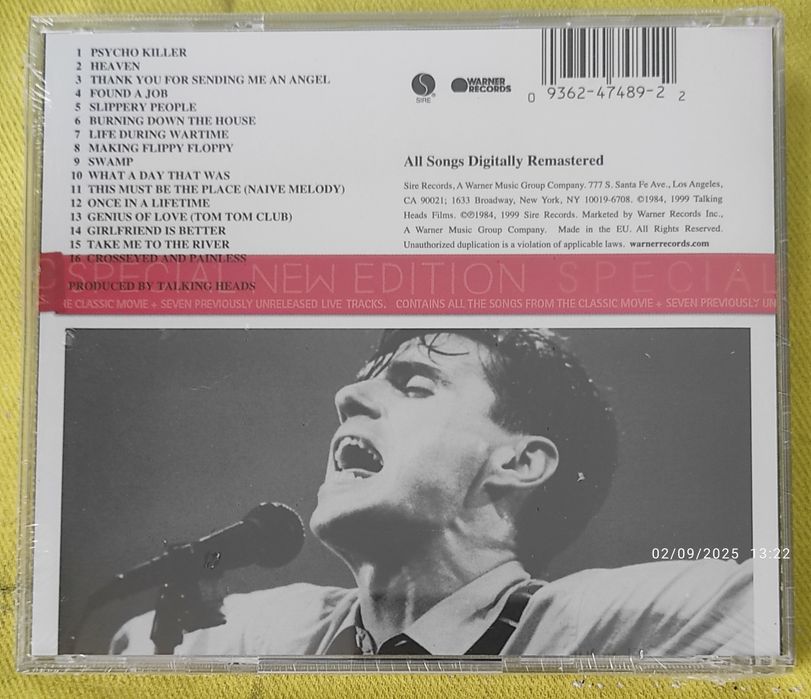 1 PSYCHO KILLER
2 HEAVEN
3 THANK YOU FOR SENDING ME AN ANGEL
4 FOUND A JOB
5 SLIPPERY PEOPLE
6 BURNING DOWN THE HOUSE
7 LIFE DURING WARTIME
8 MAKING FLIPPY FLOPPY
9 SWAMP
10 WHAT A DAY THAT WAS
11 THIS MUST BE THE PLACE (NAIVE MELODY)
12 ONCE IN A LIFETIME
13 GENIUS OF LOVE (TOM TOM CLUB)
14 GIRLFRIEND IS BETTER
15 TAKE ME TO THE RIVER
16 CROSSEYED AND PAINLESS
PRODUCED BY TALKING HEADS
SIRE
WARNER RECORDS
0 9362-47489-2 2
All Songs Digitally Remastered
Sire Records, A Warner Music Group Company. 777 S. Santa Fe Ave., Los Angeles,
CA 90021; 1633 Broadway, New York, NY 10019-6708. ©1984, 1999 Talking
Heads Films. ©℗1984, 1999 Sire Records. Marketed by Warner Records Inc.,
A Warner Music Group Company. Made in the EU. All Rights Reserved.
Unauthorized duplication is a violation of applicable laws. warnerrecords.com
SPECIAL NEW EDITION SPECIAL
HE CLASSIC MOVIE + SEVEN PREVIOUSLY UNRELEASED LIVE TRACKS. CONTAINS ALL THE SONGS FROM THE CLASSIC MOVIE + SEVEN PREVIOUSLY UN
02/09/2025 13:22